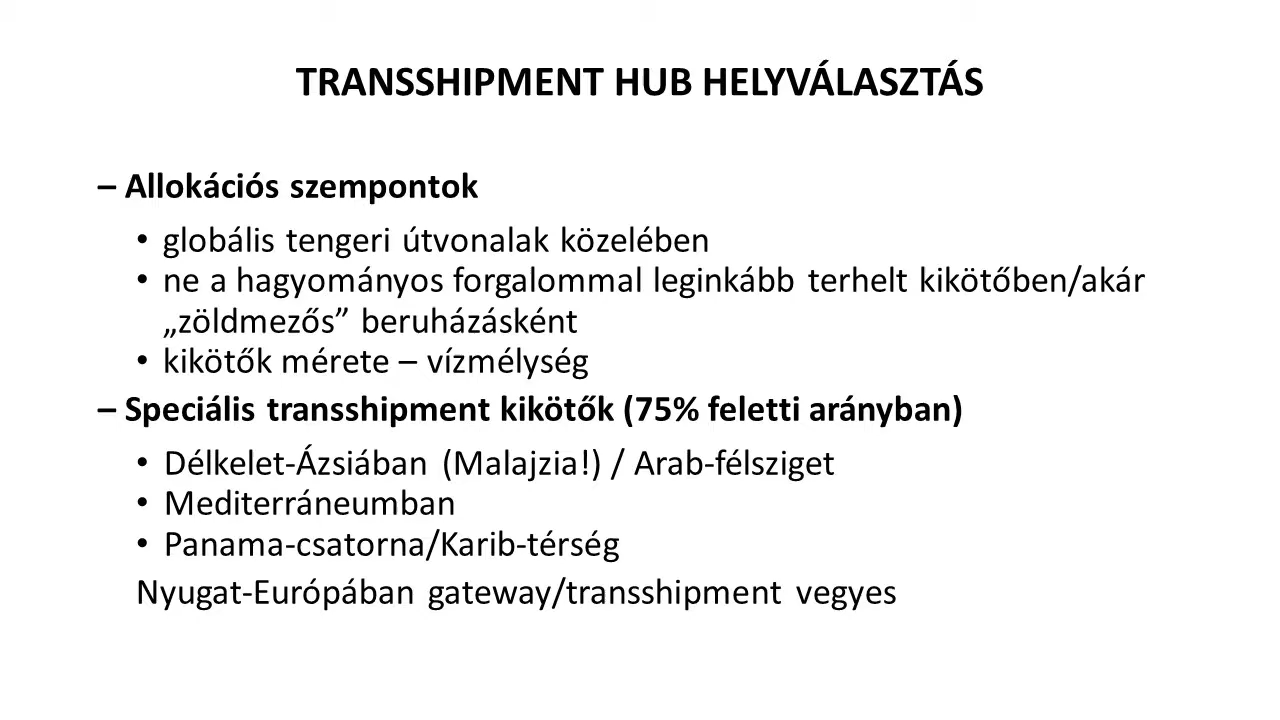 TRANSSHIPMENT HUB HELYVÁLASZTÁS
– Allokációs szempontok
• globális tengeri útvonalak közelében
• ne a hagyományos forgalommal leginkább terhelt kikötőben/akár
„zöldmezős” beruházásként
• kikötők mérete – vízmélység
– Speciális transshipment kikötők (75% feletti arányban)
• Délkelet-Ázsiában (Malajzia!) / Arab-félsziget
• Mediterráneumban
• Panama-csatorna/Karib-térség
Nyugat-Európában gateway/transshipment vegyes